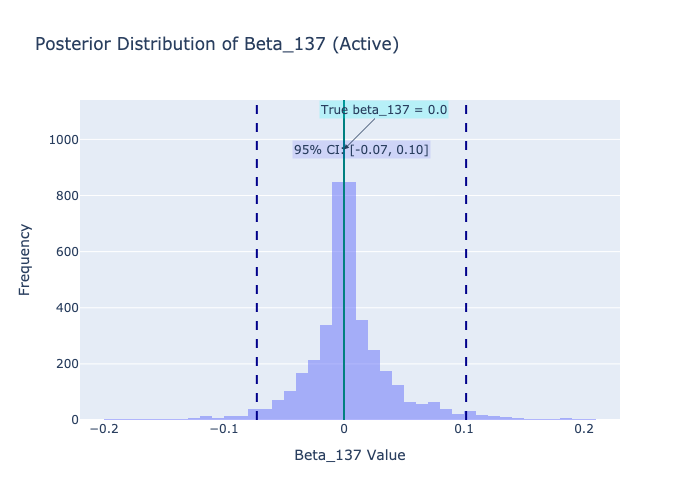 Posterior Distribution of Beta_137 (Active)
True beta_137 = 0.0
95% CI: [-0.07, 0.10]
1000
800
600
400
200
0
Frequency
−0.2
−0.1
0
0.1
0.2
Beta_137 Value